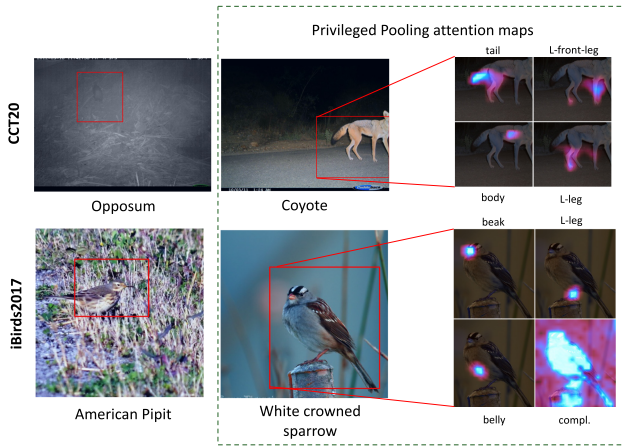 Privileged Pooling attention maps
tail
L-front-leg
CCT20
body
L-leg
Opposum
Coyote
beak
L-leg
iBirds2017
belly
compl.
American Pipit
White crowned
sparrow